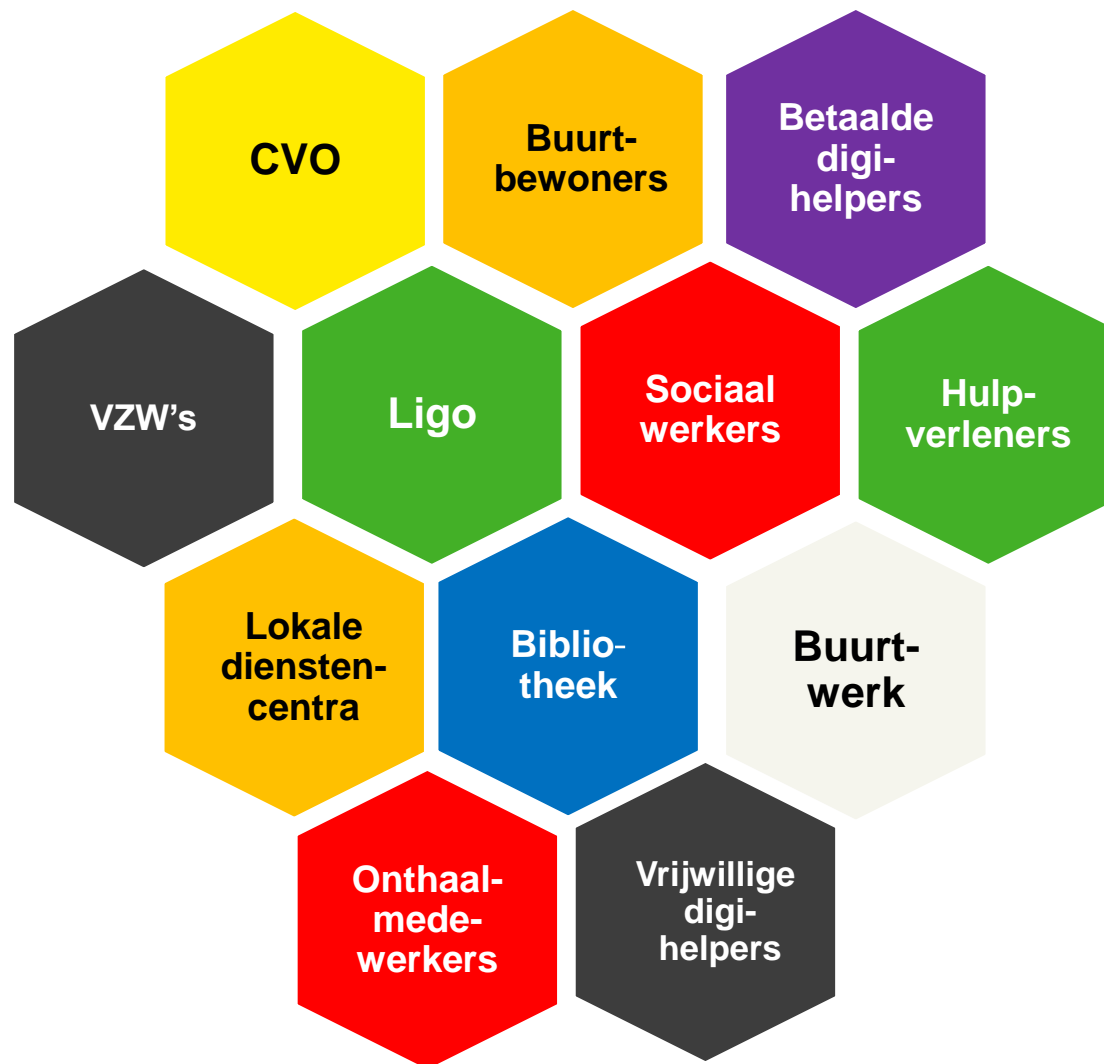 CVO
Buurt-
bewoners
Betaalde
digi-
helpers
VZW’s
Ligo
Sociaal
werkers
Hulp-
verleners
Lokale
diensten-
centra
Biblio-
theek
Buurt-
werk
Onthaal-
mede-
werkers
Vrijwillige
digi-
helpers